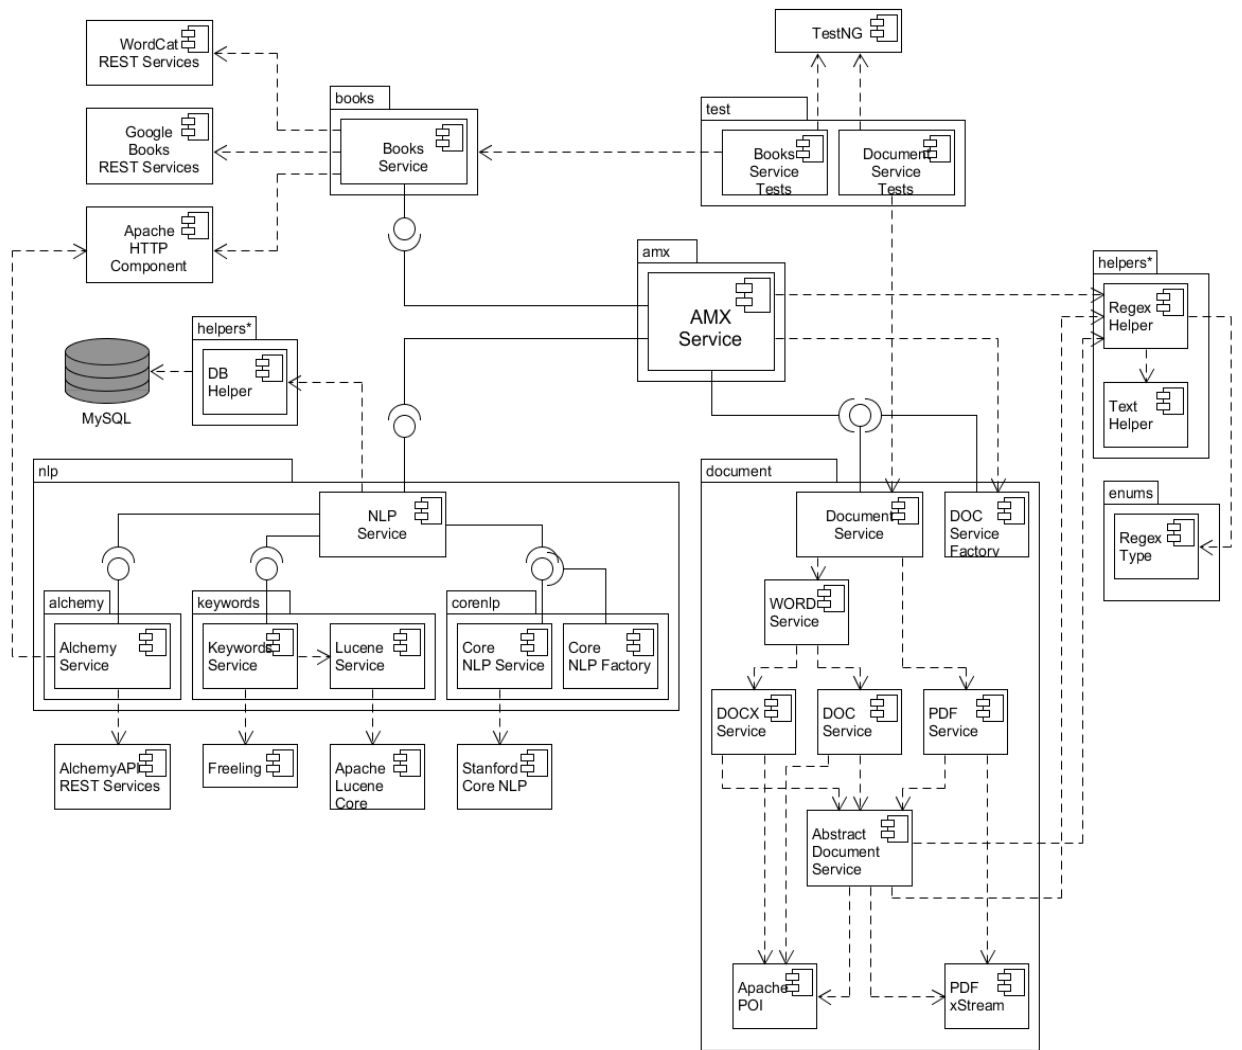 WordCat
REST Services
TestNG
books
test
Google
Books
REST Services
Books
Service
Books
Service
Tests
Document
Service
Tests
Apache
HTTP
Component
amx
helpers*
AMX
Service
Regex
Helper
helpers*
DB
Helper
MySQL
Text
Helper
nlp
document
enums
NLP
Service
Document
Service
DOC
Service
Factory
Regex
Type
alchemy
keywords
corenlp
WORD
Service
Alchemy
Service
Keywords
Service
Lucene
Service
Core
NLP Service
Core
NLP Factory
DOCX
Service
DOC
Service
PDF
Service
AlchemyAPI
REST Services
Freeling
Apache
Lucene
Core
Stanford
Core NLP
Abstract
Document
Service
Apache
POI
PDF
xStream